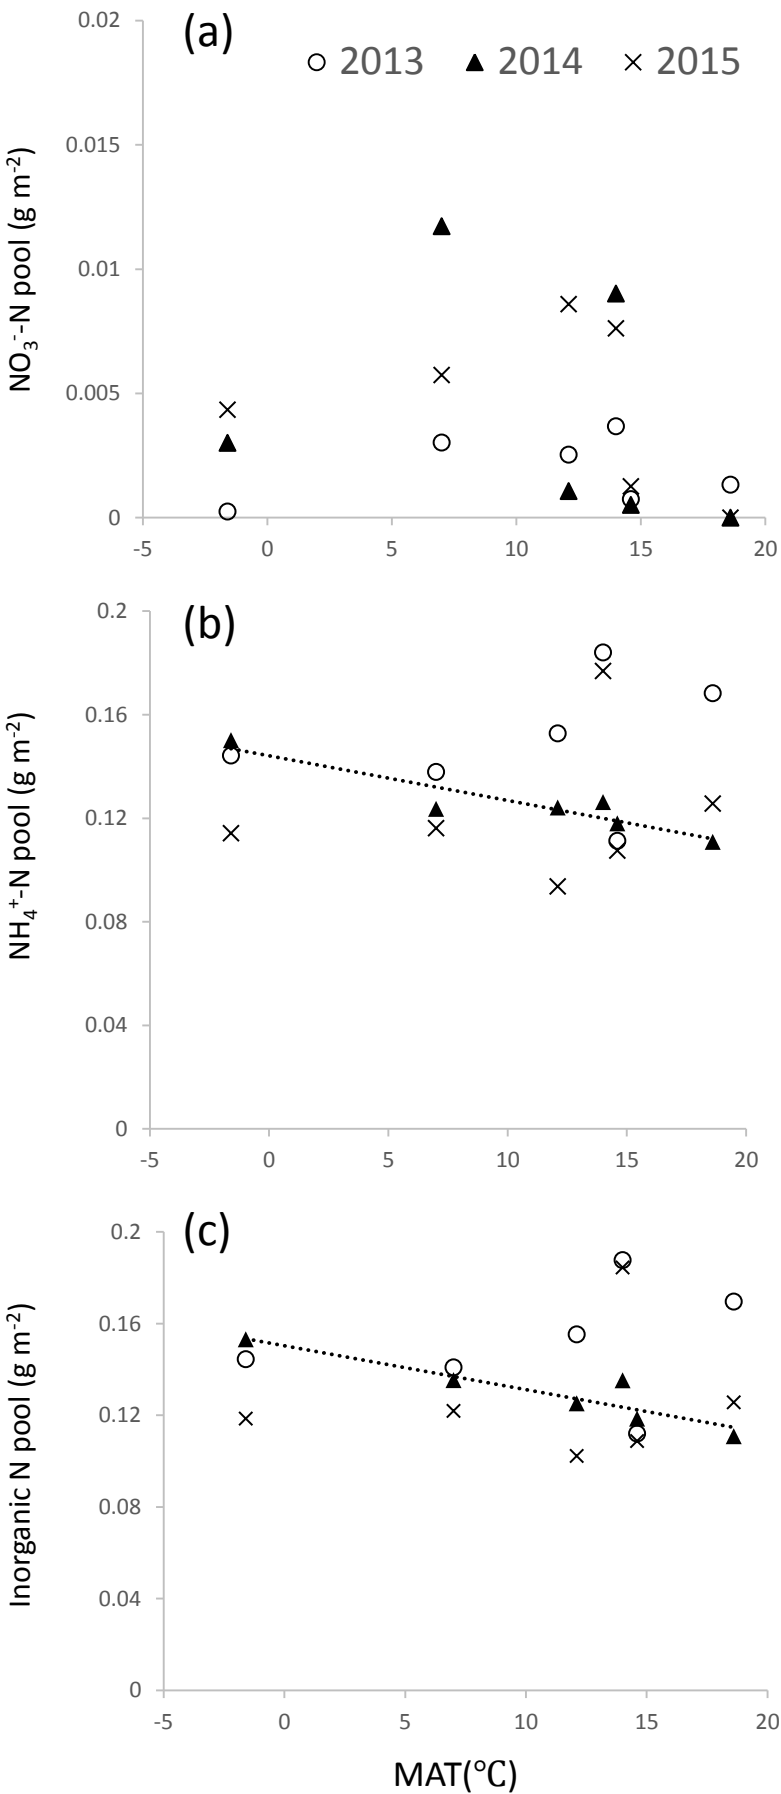 (a)
2013 2014 2015
NO₃⁻-N pool (g m⁻²)
0.02
0.015
0.01
0.005
0
-5 0 5 10 15 20
(b)
NH₄⁺-N pool (g m⁻²)
0.2
0.16
0.12
0.08
0.04
0
-5 0 5 10 15 20
(c)
Inorganic N pool (g m⁻²)
0.2
0.16
0.12
0.08
0.04
0
-5 0 5 10 15 20
MAT(℃)